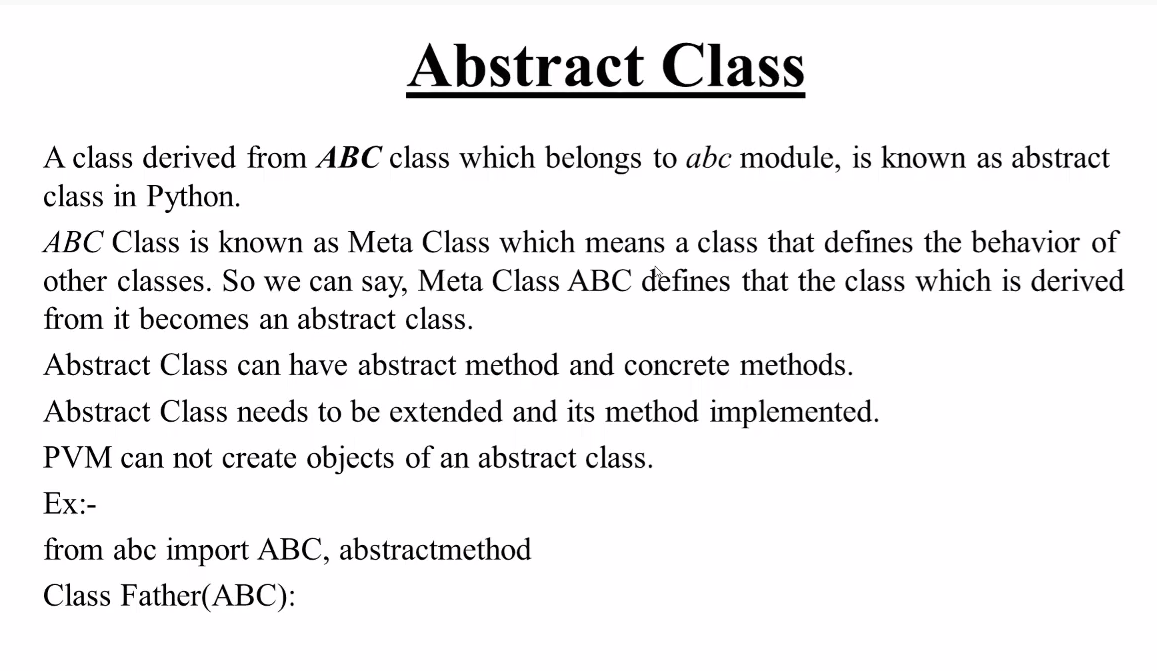 Abstract Class
A class derived from ABC class which belongs to abc module, is known as abstract
class in Python.
ABC Class is known as Meta Class which means a class that defines the behavior of
other classes. So we can say, Meta Class ABC defines that the class which is derived
from it becomes an abstract class.
Abstract Class can have abstract method and concrete methods.
Abstract Class needs to be extended and its method implemented.
PVM can not create objects of an abstract class.
Ex:-
from abc import ABC, abstractmethod
Class Father(ABC):